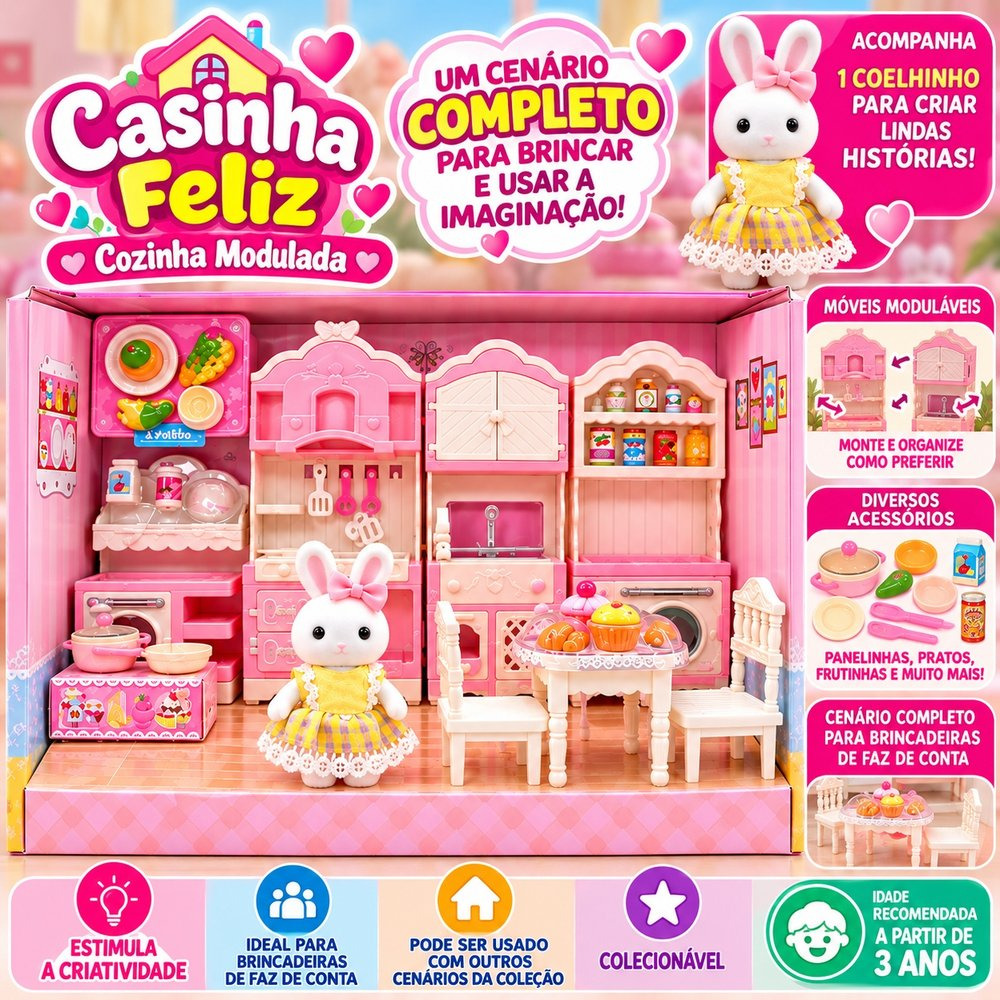 Casinha
Feliz
Cozinha Modulada
UM CENÁRIO
COMPLETO
PARA BRINCAR
E USAR A
IMAGINAÇÃO!
ACOMPANHA
1 COELHINHO
PARA CRIAR
LINDAS
HISTÓRIAS!
MÓVEIS MODULÁVEIS
MONTE E ORGANIZE
COMO PREFERIR
DIVERSOS
ACESSÓRIOS
PANELINHAS, PRATOS,
FRUTINHAS E MUITO MAIS!
CENÁRIO COMPLETO
PARA BRINCADEIRAS
DE FAZ DE CONTA
ESTIMULA
A CRIATIVIDADE
IDEAL PARA
BRINCADEIRAS
DE FAZ DE CONTA
PODE SER USADO
COM OUTROS
CENÁRIOS DA COLEÇÃO
COLECIONÁVEL
IDADE
RECOMENDADA
A PARTIR DE
3 ANOS